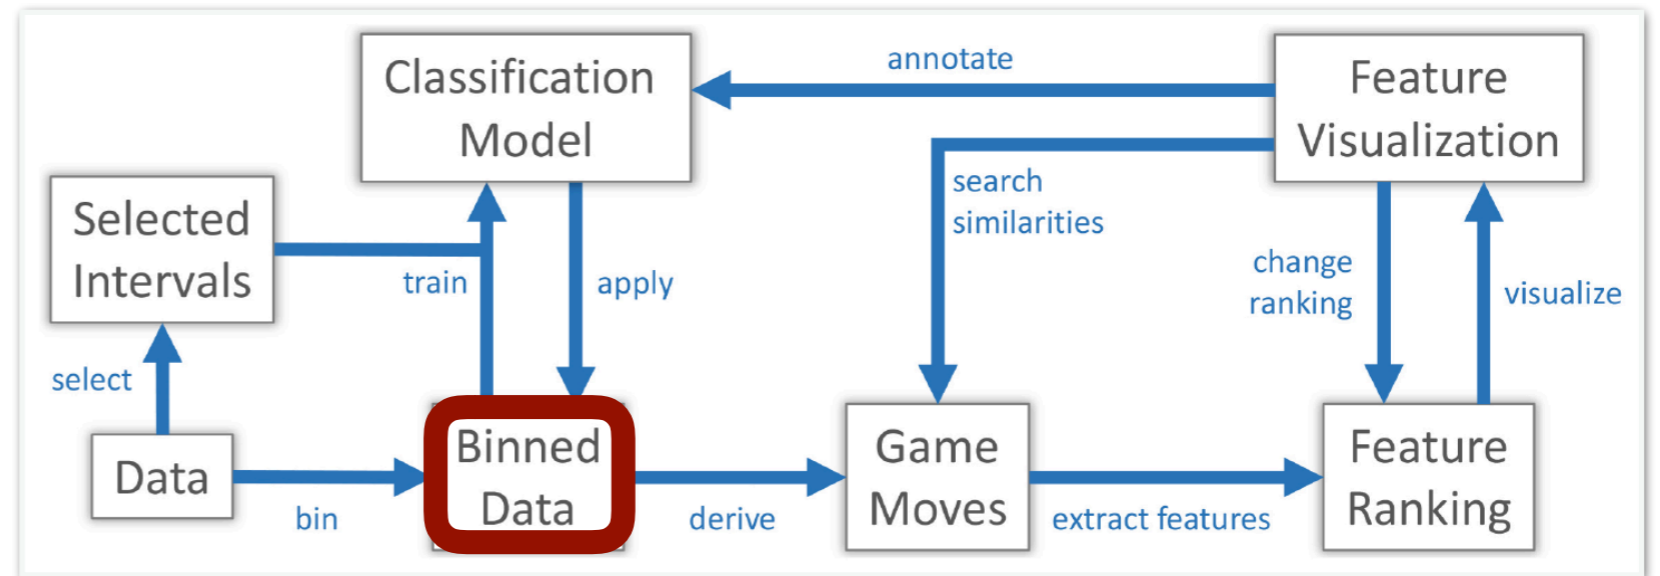 Classification
Model
annotate
Feature
Visualization
search
similarities
Selected
Intervals
train
apply
change
ranking
visualize
select
Data
bin
Binned
Data
derive
Game
Moves
extract features
Feature
Ranking